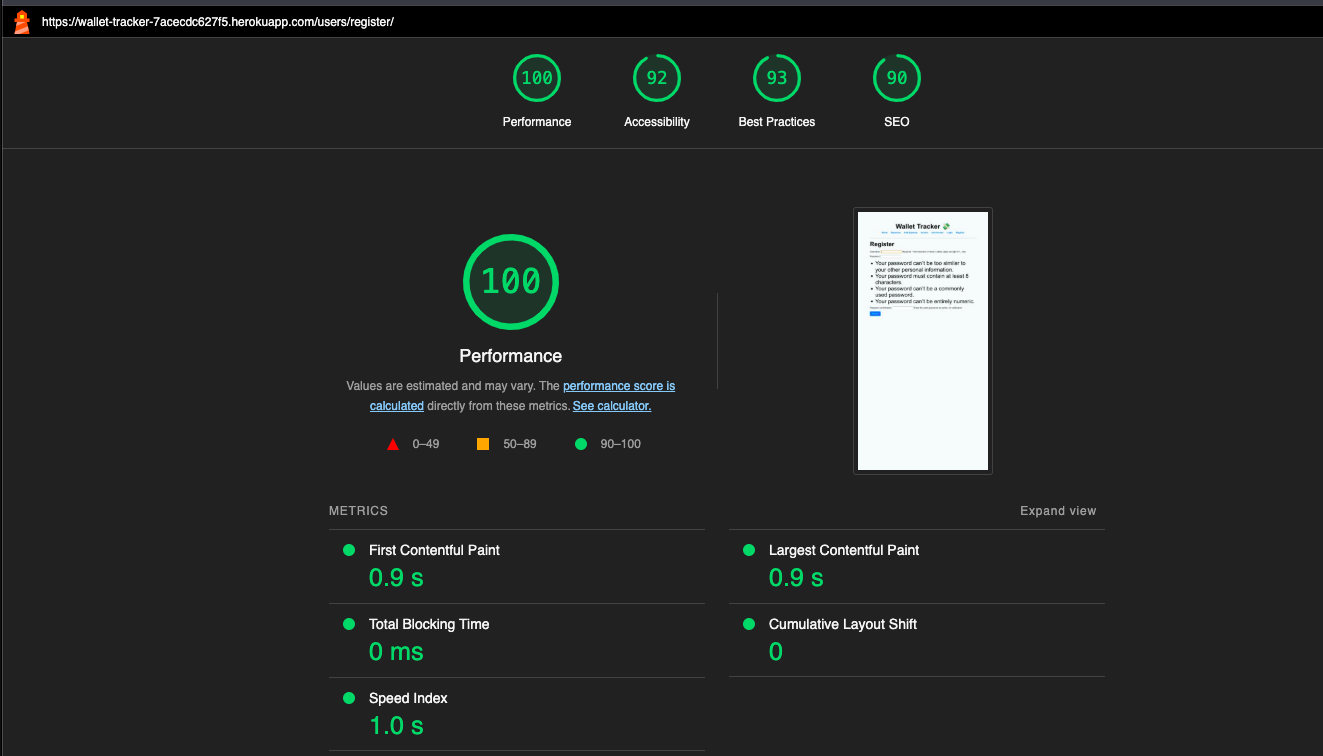 https://wallet-tracker-7acecdc627f5.herokuapp.com/users/register/
100
92
93
90
Performance
Accessibility
Best Practices
SEO
100
Performance
Values are estimated and may vary. The performance score is
calculated directly from these metrics. See calculator.
0–49
50–89
90–100
Wallet Tracker
Register
Your password can't be too similar to
your other personal information.
Your password must contain at least 8
characters.
Your password can't be a commonly
used password.
Your password can't be entirely numeric.
METRICS
Expand view
First Contentful Paint
0.9 s
Largest Contentful Paint
0.9 s
Total Blocking Time
0 ms
Cumulative Layout Shift
0
Speed Index
1.0 s